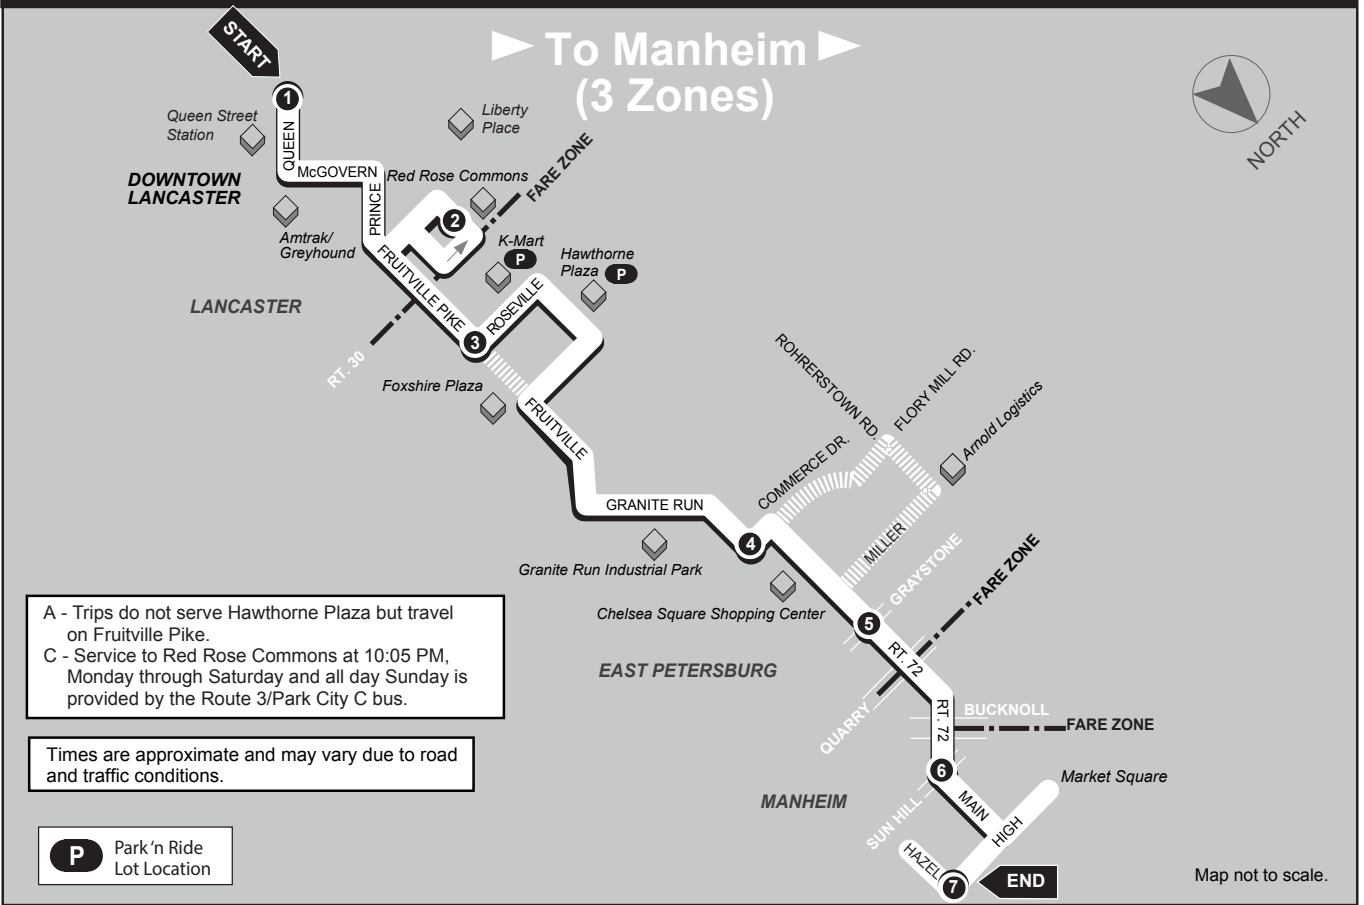 To Manheim
(3 Zones)
START
1
Queen Street
Station
QUEEN
McGOVERN
DOWNTOWN
LANCASTER
PRINCE
Amtrak/
Greyhound
Liberty
Place
Red Rose Commons
FARE ZONE
2
K-Mart
P
Hawthorne
Plaza P
NORTH
LANCASTER
FRUITVILLE PIKE
ROSEVILLE
3
RT. 30
Foxshire Plaza
FRUITVILLE
ROHRERSTOWN RD.
FLORY MILL RD.
Arnold Logistics
COMMERCE DR.
GRANITE RUN
4
MILLER
Granite Run Industrial Park
Chelsea Square Shopping Center
GRAYSTONE
FARE ZONE
5
EAST PETERSBURG
RT. 72
QUARRY
RT. 72
BUCKNOLL
FARE ZONE
6
Market Square
MANHEIM
SUN HILL
MAIN
HIGH
HAZEL
7
END
A - Trips do not serve Hawthorne Plaza but travel
on Fruitville Pike.
C - Service to Red Rose Commons at 10:05 PM,
Monday through Saturday and all day Sunday is
provided by the Route 3/Park City C bus.
Times are approximate and may vary due to road
and traffic conditions.
P
Park 'n Ride
Lot Location
Map not to scale.